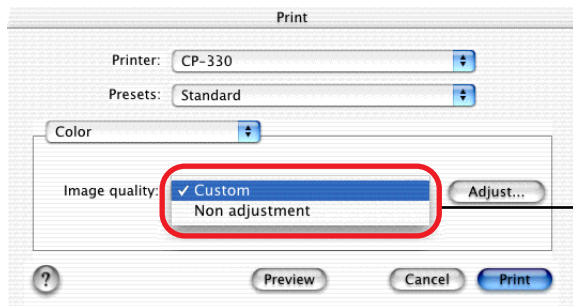 Print
Printer: CP-330
Presets: Standard
Color
Image quality: ✓ Custom Adjust...
Non adjustment
? Preview Cancel Print